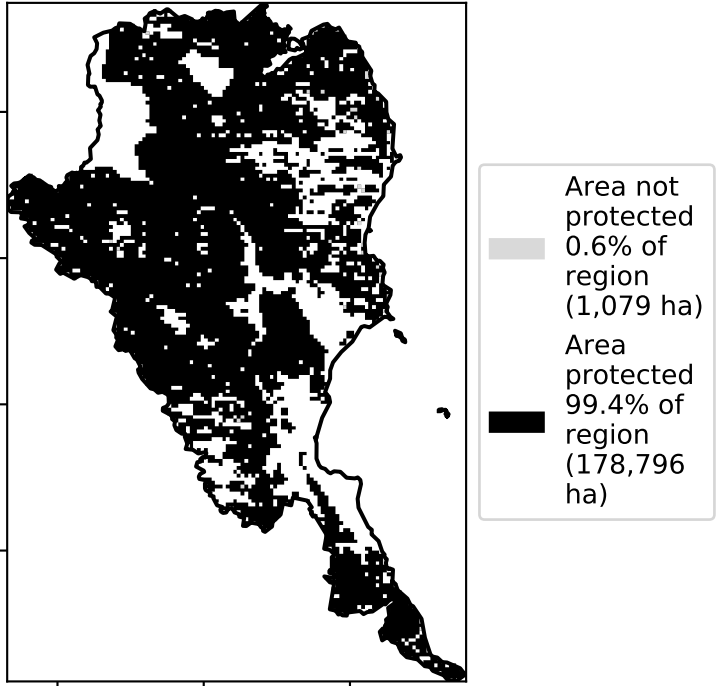 Area not
protected
0.6% of
region
(1,079 ha)
Area
protected
99.4% of
region
(178,796
ha)